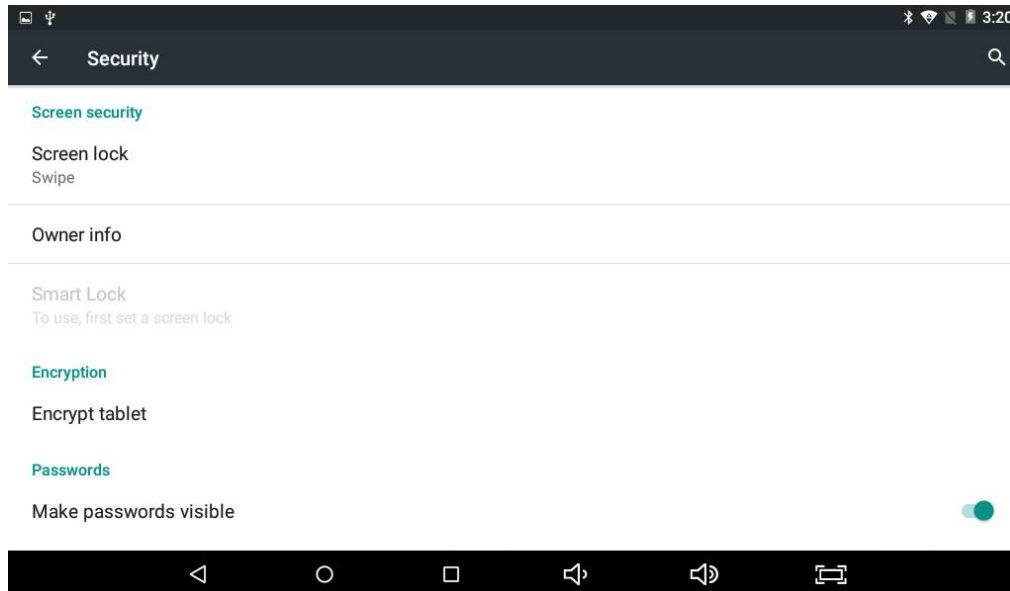 3:20
Security
Screen security
Screen lock
Swipe
Owner info
Smart Lock
To use, first set a screen lock
Encryption
Encrypt tablet
Passwords
Make passwords visible